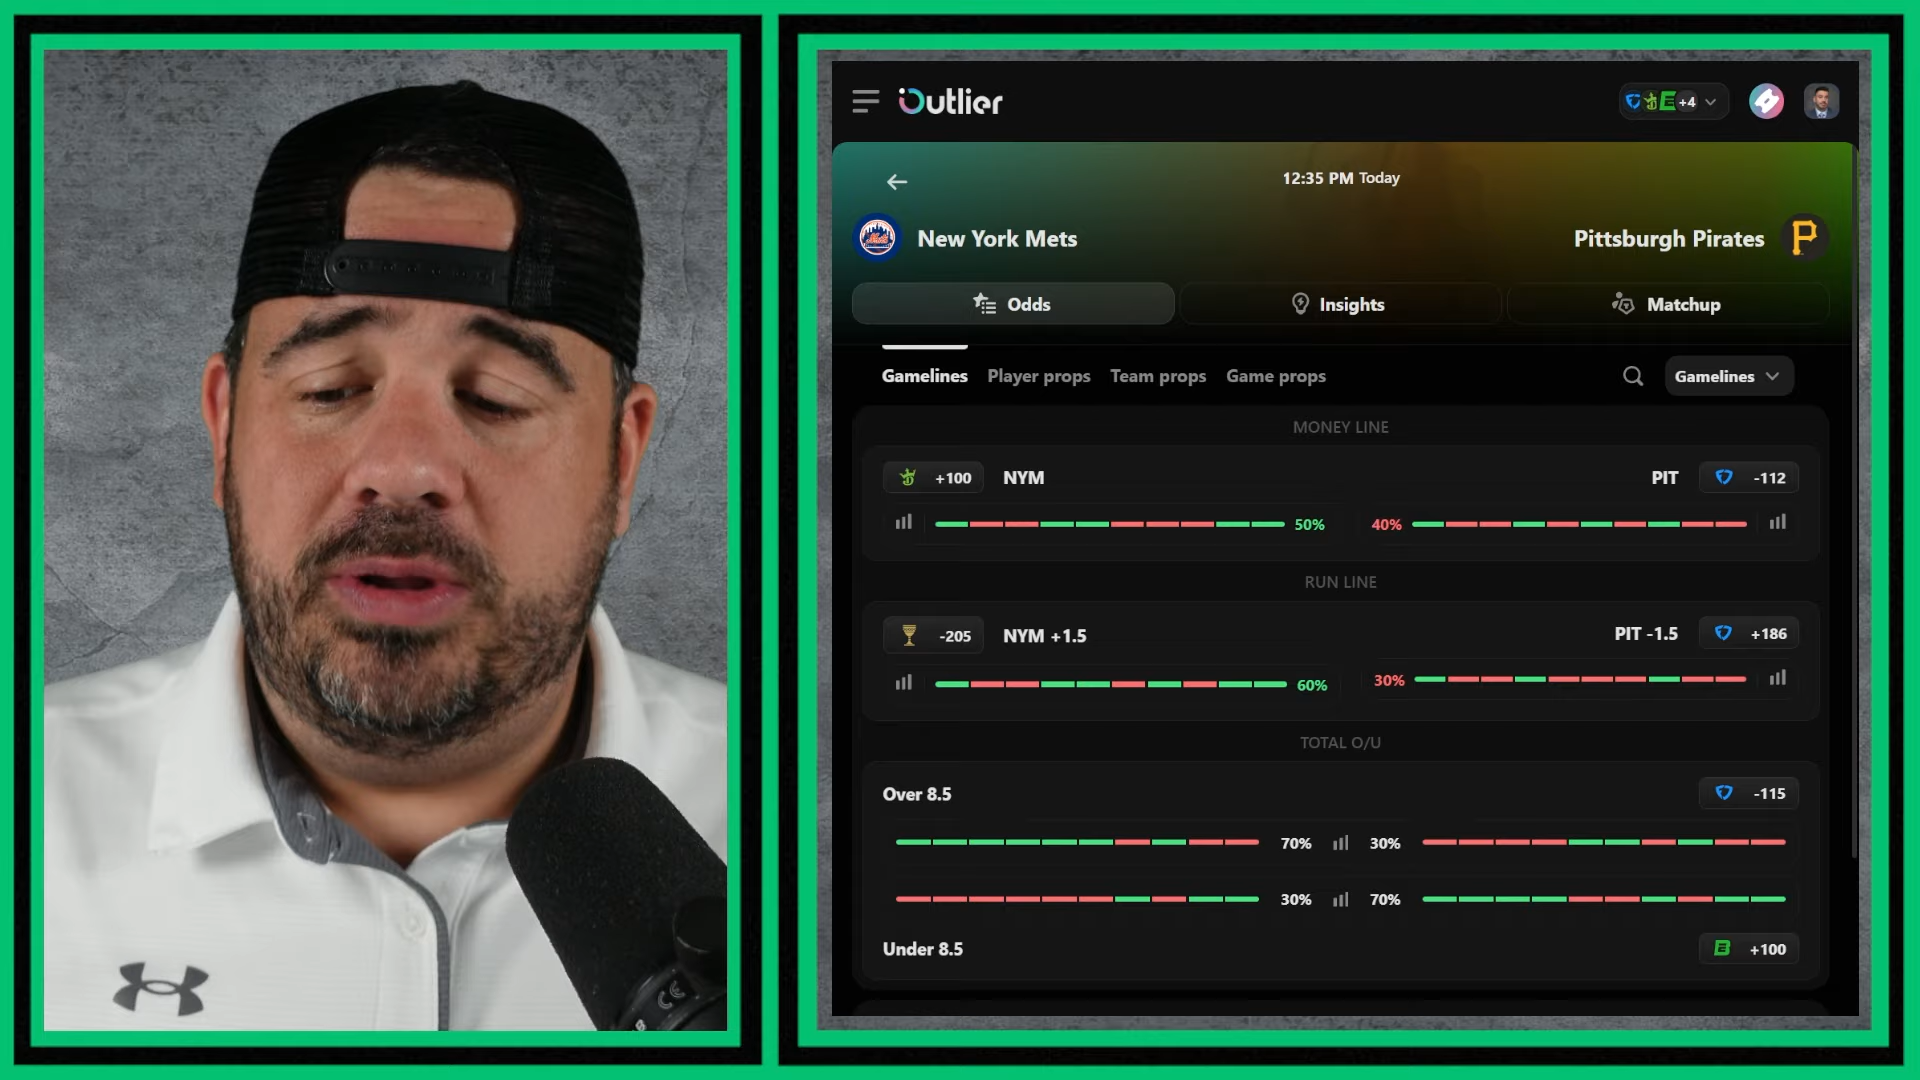 Outlier
+4
12:35 PM Today
New York Mets
Pittsburgh Pirates
P
Odds
Insights
Matchup
Gamelines
Player props
Team props
Game props
Gamelines
MONEY LINE
+100 NYM
PIT -112
50%
40%
RUN LINE
-205 NYM +1.5
PIT -1.5 +186
60%
30%
TOTAL O/U
Over 8.5
-115
70%
30%
30%
70%
Under 8.5
+100
CE